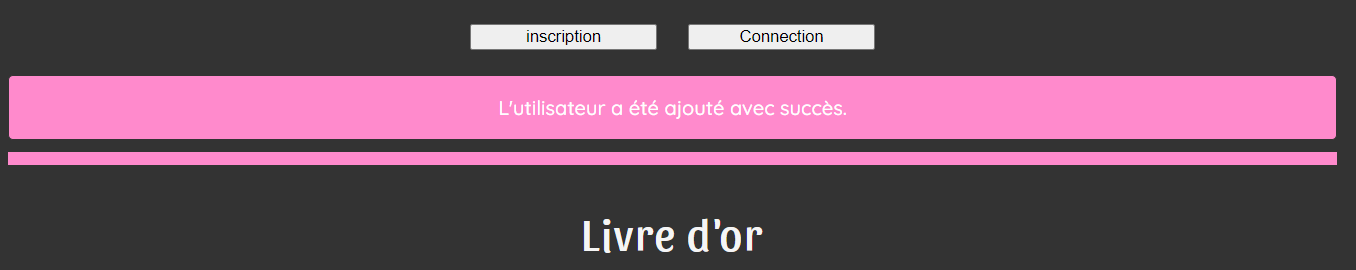 inscription Connection
L'utilisateur a été ajouté avec succès.
Livre d'or